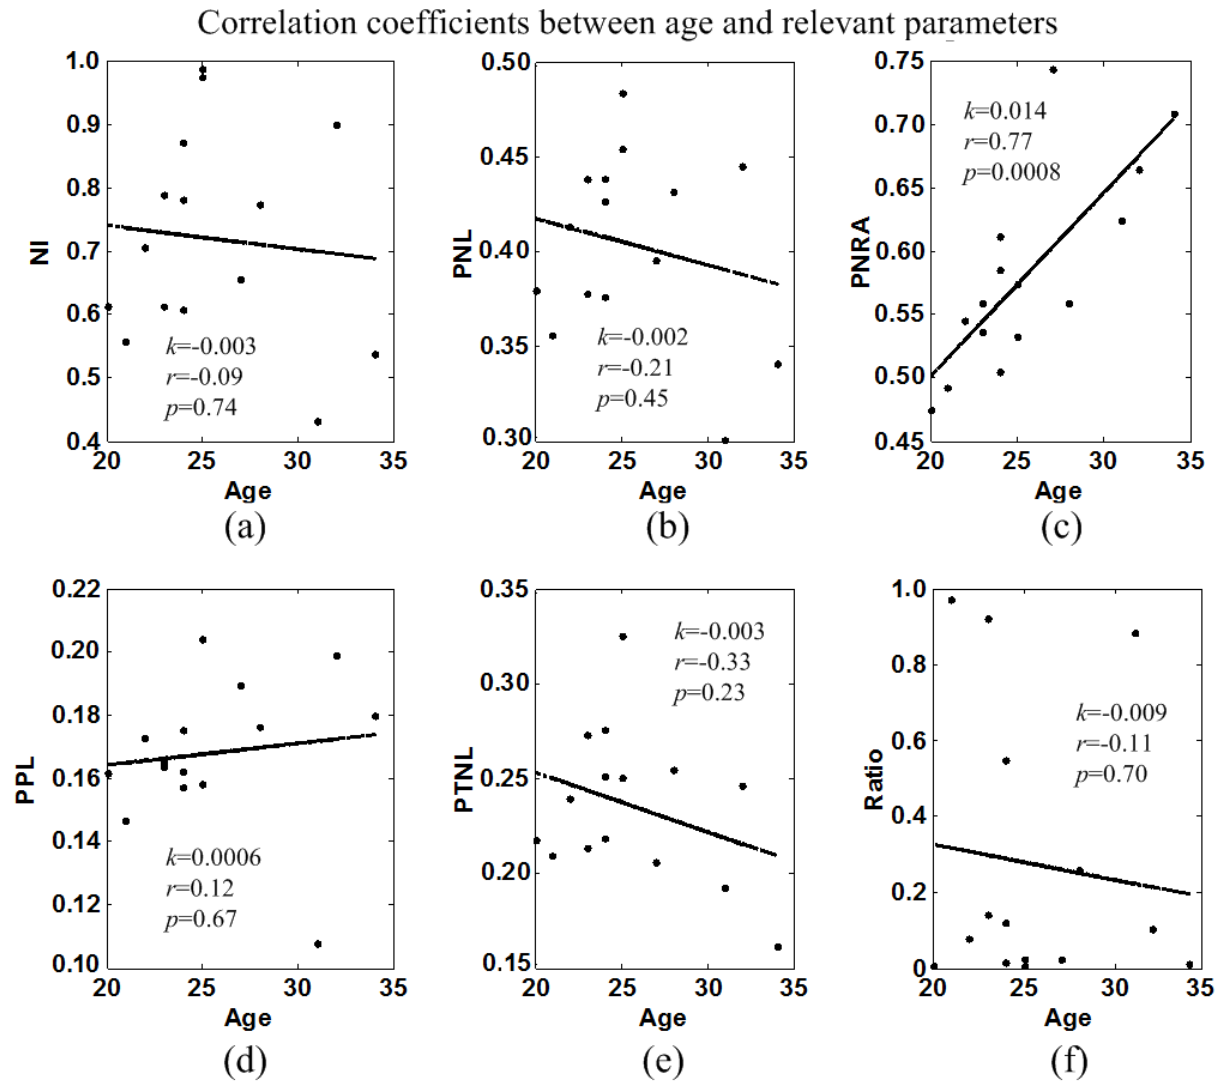 Correlation coefficients between age and relevant parameters
1.0
0.9
0.8
0.7
0.6
0.5
0.4
NI
k=-0.003
r=-0.09
p=0.74
20 25 30 35
Age
(a)
0.50
0.45
0.40
0.35
0.30
PNL
k=-0.002
r=-0.21
p=0.45
20 25 30 35
Age
(b)
0.75
0.70
0.65
0.60
0.55
0.50
0.45
PNRA
k=0.014
r=0.77
p=0.0008
20 25 30 35
Age
(c)
0.22
0.20
0.18
0.16
0.14
0.12
0.10
PPL
k=0.0006
r=0.12
p=0.67
20 25 30 35
Age
(d)
0.35
0.30
0.25
0.20
0.15
PTNL
k=-0.003
r=-0.33
p=0.23
20 25 30 35
Age
(e)
1.0
0.8
0.6
0.4
0.2
0
Ratio
k=-0.009
r=-0.11
p=0.70
20 25 30 35
Age
(f)